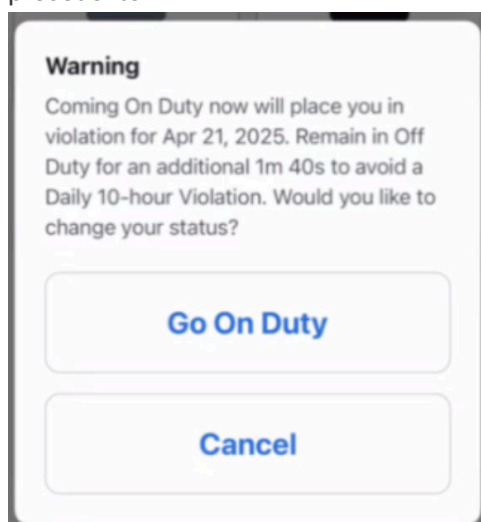 Warning
Coming On Duty now will place you in
violation for Apr 21, 2025. Remain in Off
Duty for an additional 1m 40s to avoid a
Daily 10-hour Violation. Would you like to
change your status?
Go On Duty
Cancel